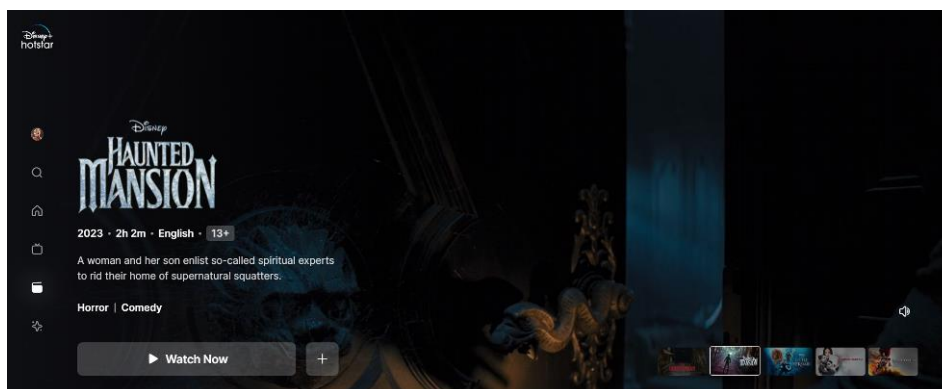 Disney+
hotstar
Disney
HAUNTED
MANSION
2023 • 2h 2m • English • 13+
A woman and her son enlist so-called spiritual experts
to rid their home of supernatural squatters.
Horror | Comedy
Watch Now